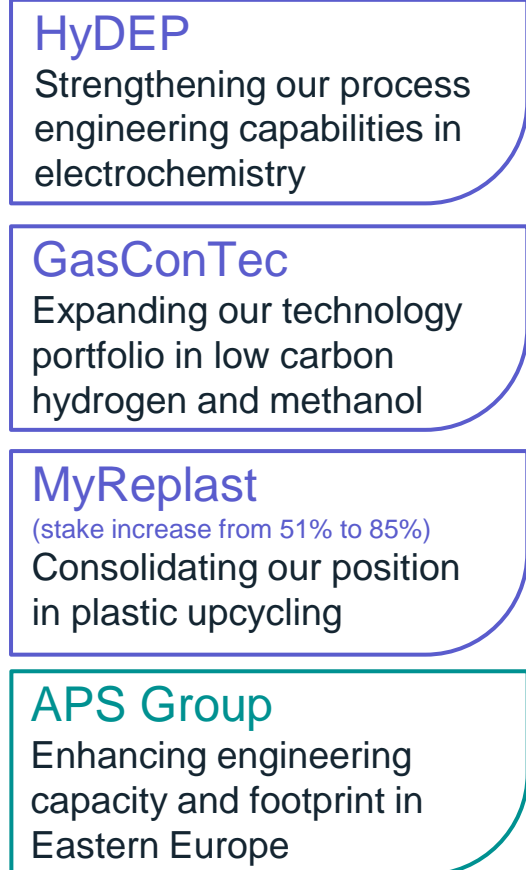 HyDEP
Strengthening our process
engineering capabilities in
electrochemistry
GasConTec
Expanding our technology
portfolio in low carbon
hydrogen and methanol
MyReplast
(stake increase from 51% to 85%)
Consolidating our position
in plastic upcycling
APS Group
Enhancing engineering
capacity and footprint in
Eastern Europe